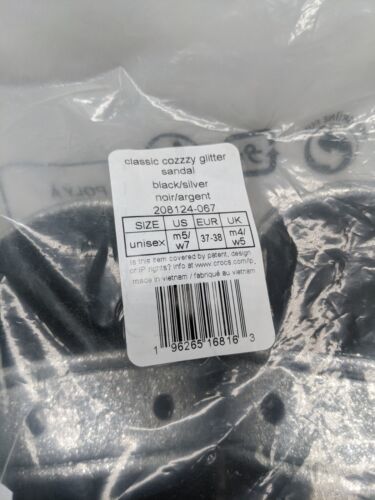 classic cozzzy glitter
sandal
black/silver
noir/argent
208124-067
SIZE US EUR UK
unisex m5/w7 37-38 m4/w5
Is this item covered by patent, design
or IP rights? Info at www.crocs.com/ip.
made in vietnam / fabriqué au vietnam
1 96265 16816 3
POLY